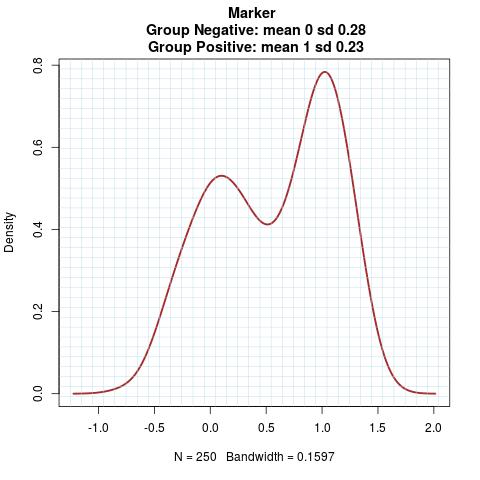 Marker
Group Negative: mean 0 sd 0.28
Group Positive: mean 1 sd 0.23
0.8
0.6
0.4
0.2
0.0
Density
-1.0 -0.5 0.0 0.5 1.0 1.5 2.0
N = 250 Bandwidth = 0.1597